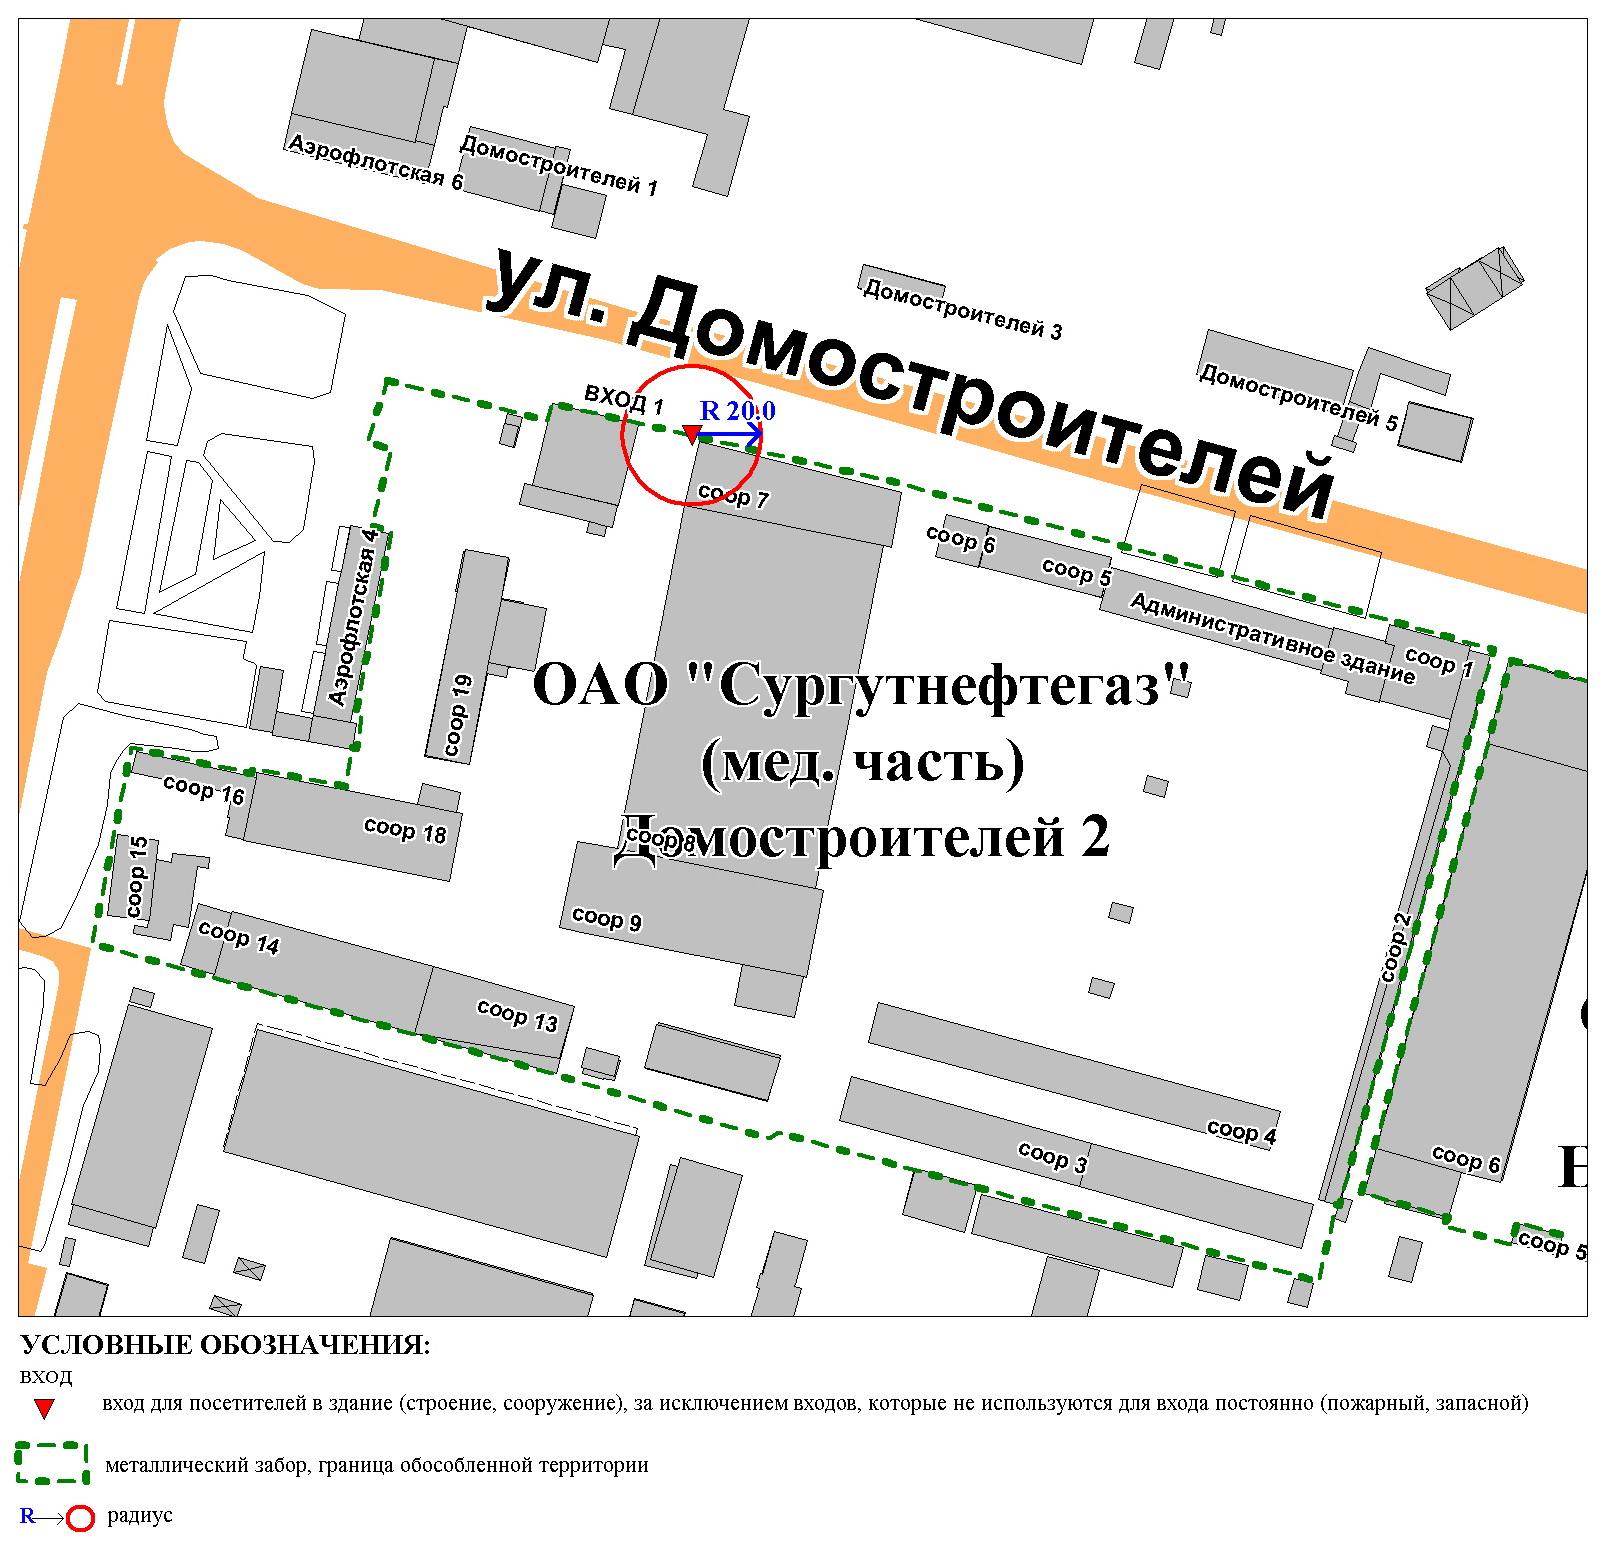 Аэрофлотская 6
Домостроителей 1
ул. Домостроителей
Домостроителей 3
Домостроителей 5
ВХОД 1
R 20.0
соор 7
соор 6
соор 5
Административное здание
соор 1
Аэрофлотская 4
соор 19
ОАО "Сургутнефтегаз"
(мед. часть)
Домостроителей 2
соор 16
соор 18
соор 8
соор 15
соор 9
соор 14
соор 2
соор 13
соор 4
соор 3
соор 6
соор 5
УСЛОВНЫЕ ОБОЗНАЧЕНИЯ:
ВХОД
вход для посетителей в здание (строение, сооружение), за исключением входов, которые не используются для входа постоянно (пожарный, запасной)
металлический забор, граница обособленной территории
R
радиус